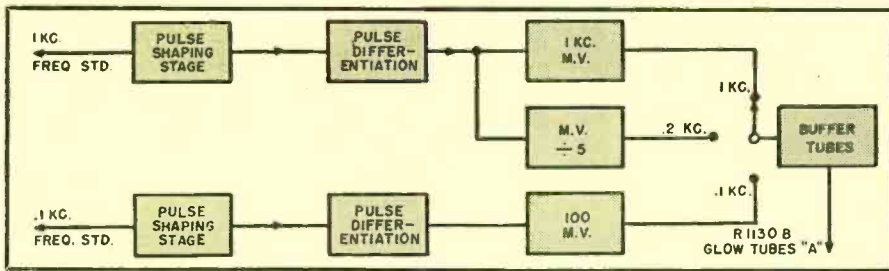 1 KC.
FREQ. STD.
PULSE
SHAPING
STAGE
PULSE
DIFFER-
ENTIATION
1 KC.
M.V.
1 KC.
M.V.
÷ 5
.2 KC.
BUFFER
TUBES
.1 KC.
FREQ. STD.
PULSE
SHAPING
STAGE
PULSE
DIFFER-
ENTIATION
100
M.V.
.1 KC.
R1130B
GLOW TUBES "A"